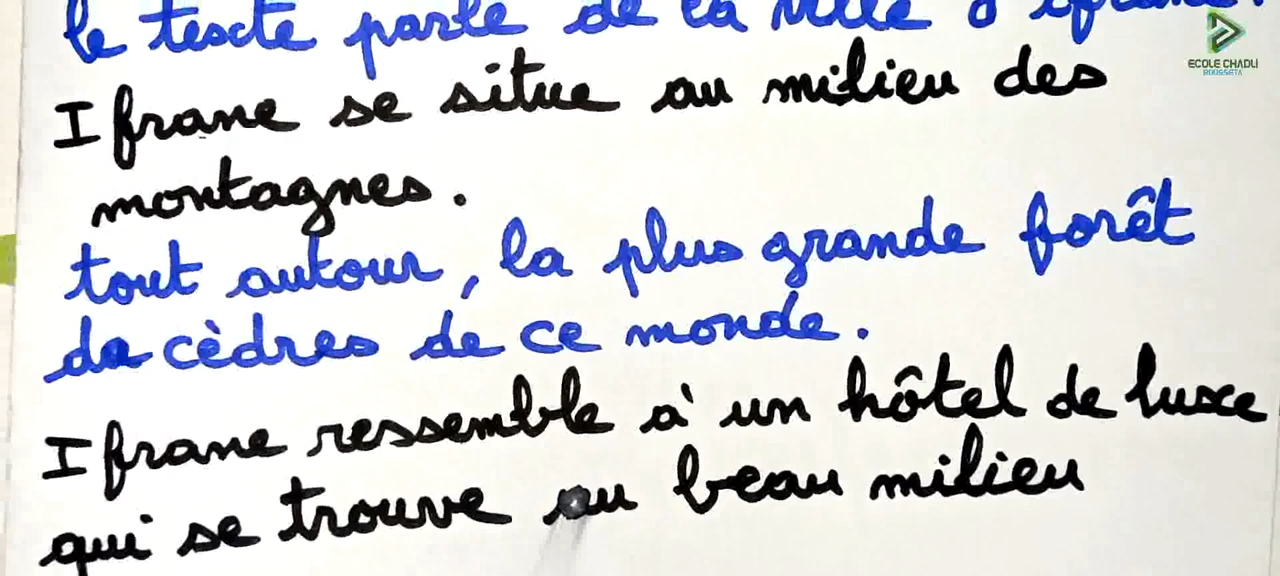 le texte parle de la ville d'ifrane.
Ifrane se situe au milieu des
montagnes.
tout autour, la plus grande forêt
de cèdres de ce monde.
Ifrane ressemble à un hôtel de luxe
qui se trouve au beau milieu
ECOLE CHADLI
BOUSSETA